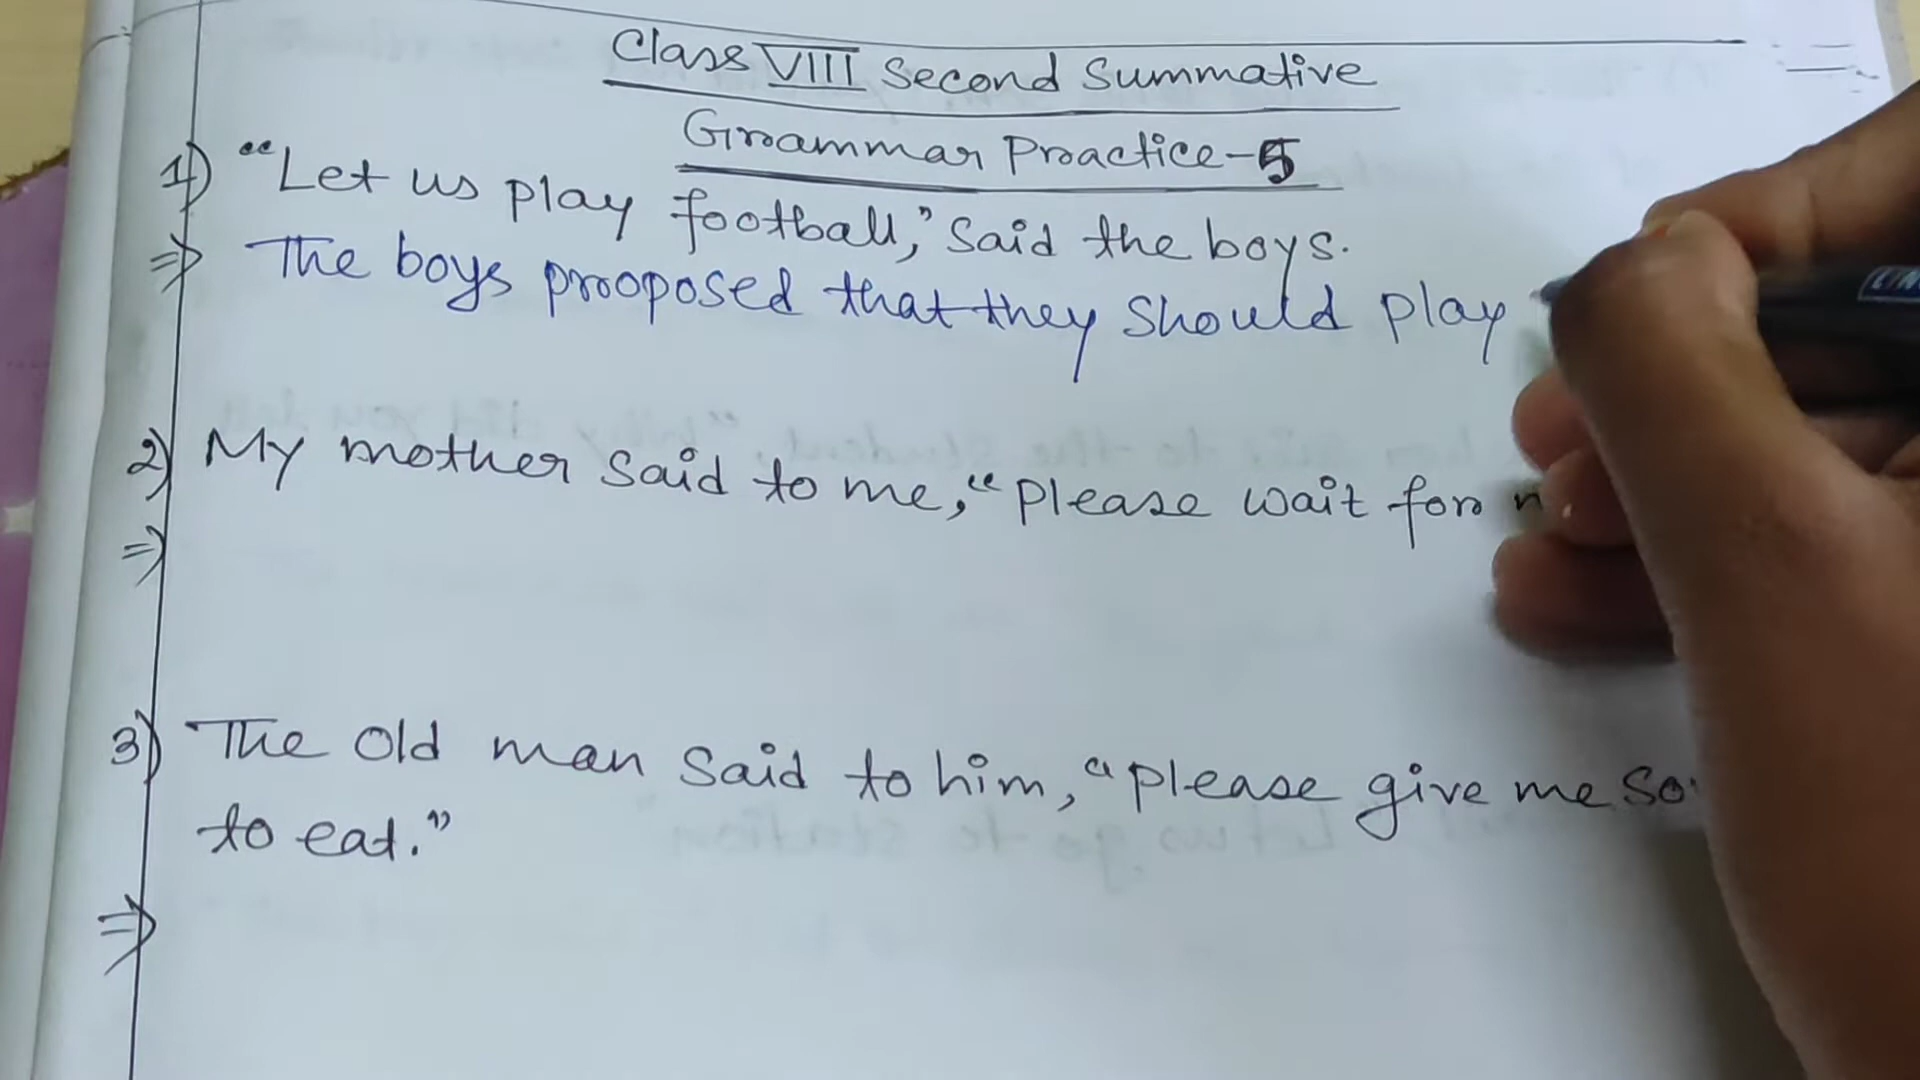 Class VIII Second Summative
Grammar Practice-5
1) "Let us play football," said the boys.
⇒ The boys proposed that they should play
2) My mother said to me, "please wait for
⇒
3) The old man said to him, "please give me
to eat."
⇒